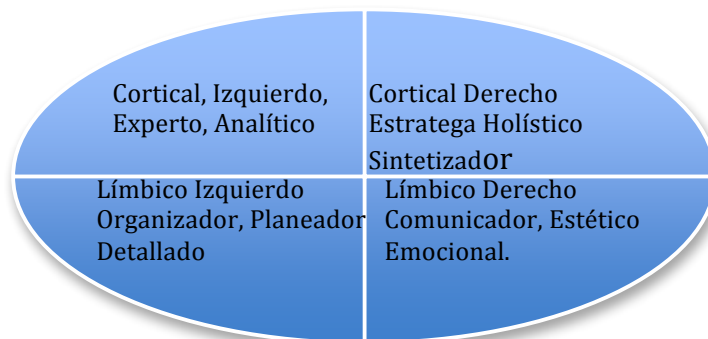 Cortical, Izquierdo,
Experto, Analítico
Cortical Derecho
Estratega Holístico
Sintetizador
Límbico Izquierdo
Organizador, Planeador
Detallado
Límbico Derecho
Comunicador, Estético
Emocional.